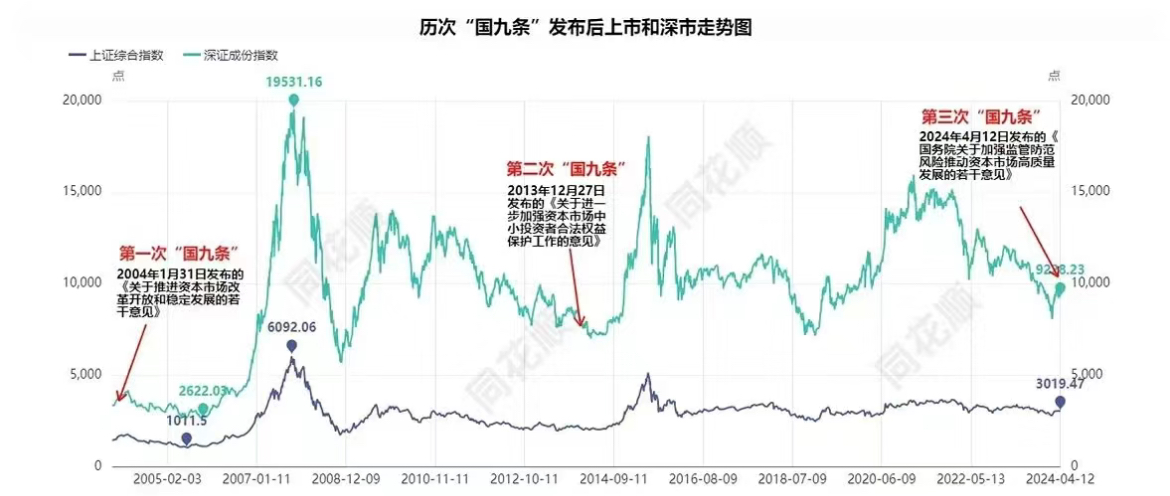 历次“国九条”发布后上市和深市走势图
上证综合指数 深证成份指数
点 点
19531.16
20,000 20,000
第三次“国九条”
2024年4月12日发布的《
国务院关于加强监管防范
风险推动资本市场高质量
发展的若干意见》
第二次“国九条”
2013年12月27日
发布的《关于进一
步加强资本市场中
小投资者合法权益
保护工作的意见》
15,000 15,000
第一次“国九条”
2004年1月31日发布的
《关于推进资本市场改
革开放和稳定发展的若
干意见》
10,000 10,000
6092.06
5,000 5,000
2622.03
1011.5
3019.47
0 0
2005-02-03 2007-01-11 2008-12-09 2010-11-11 2012-10-11 2014-09-11 2016-08-09 2018-07-09 2020-06-09 2022-05-13 2024-04-12
同花顺
同花顺
同花顺
同花顺